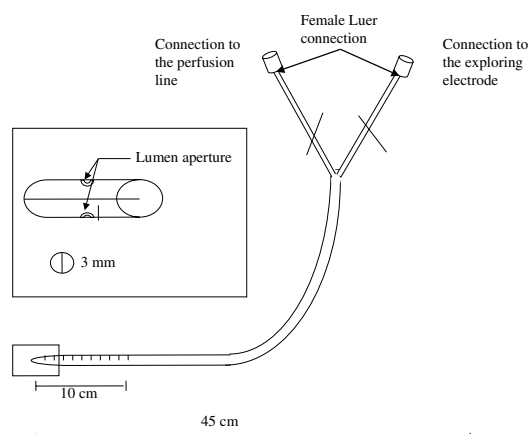 Female Luer
connection
Connection to
the perfusion
line
Connection to
the exploring
electrode
Lumen aperture
3 mm
10 cm
45 cm